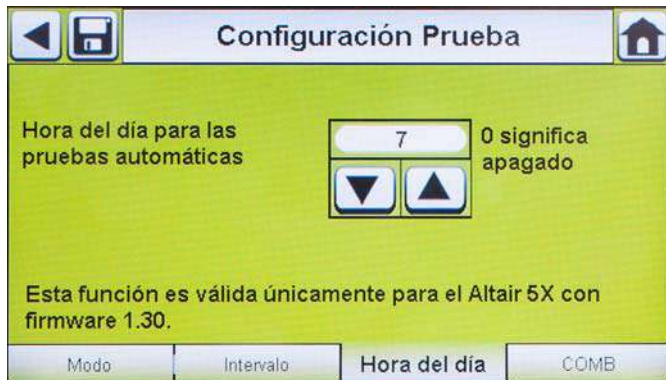 Configuración Prueba
Hora del día para las
pruebas automáticas
7
0 significa
apagado
Esta función es válida únicamente para el Altair 5X con
firmware 1.30.
Modo
Intervalo
Hora del día
COMB